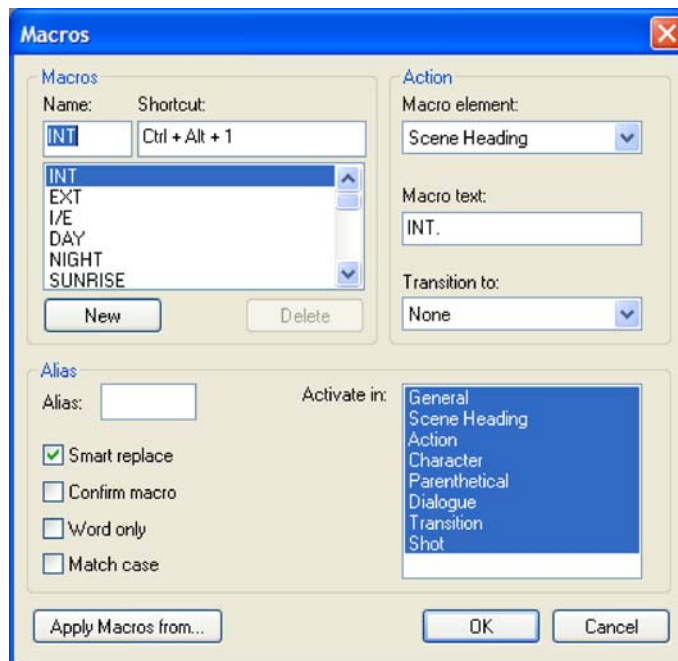 Macros
Macros
Name: Shortcut:
INT Ctrl + Alt + 1
INT
EXT
I/E
DAY
NIGHT
SUNRISE
New Delete
Action
Macro element:
Scene Heading
Macro text:
INT.
Transition to:
None
Alias
Alias:
Smart replace
Confirm macro
Word only
Match case
Activate in:
General
Scene Heading
Action
Character
Parenthetical
Dialogue
Transition
Shot
Apply Macros from... OK Cancel